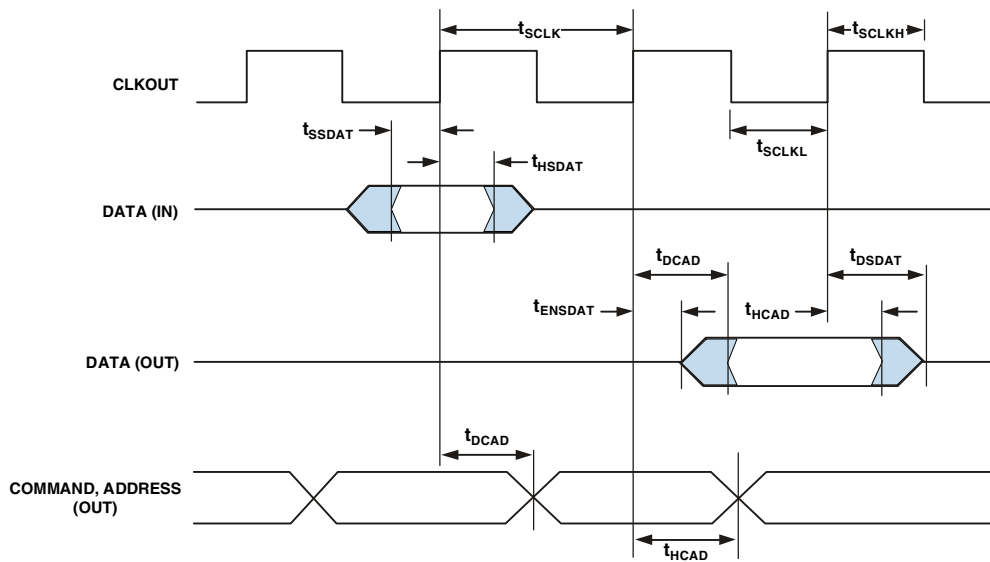 tSCLK
tSCLKH
CLKOUT
tSSDAT
tSCLKL
tHSDAT
DATA (IN)
tDCAD
tDSDAT
tENSDAT
tHCAD
DATA (OUT)
tDCAD
COMMAND, ADDRESS
(OUT)
tHCAD